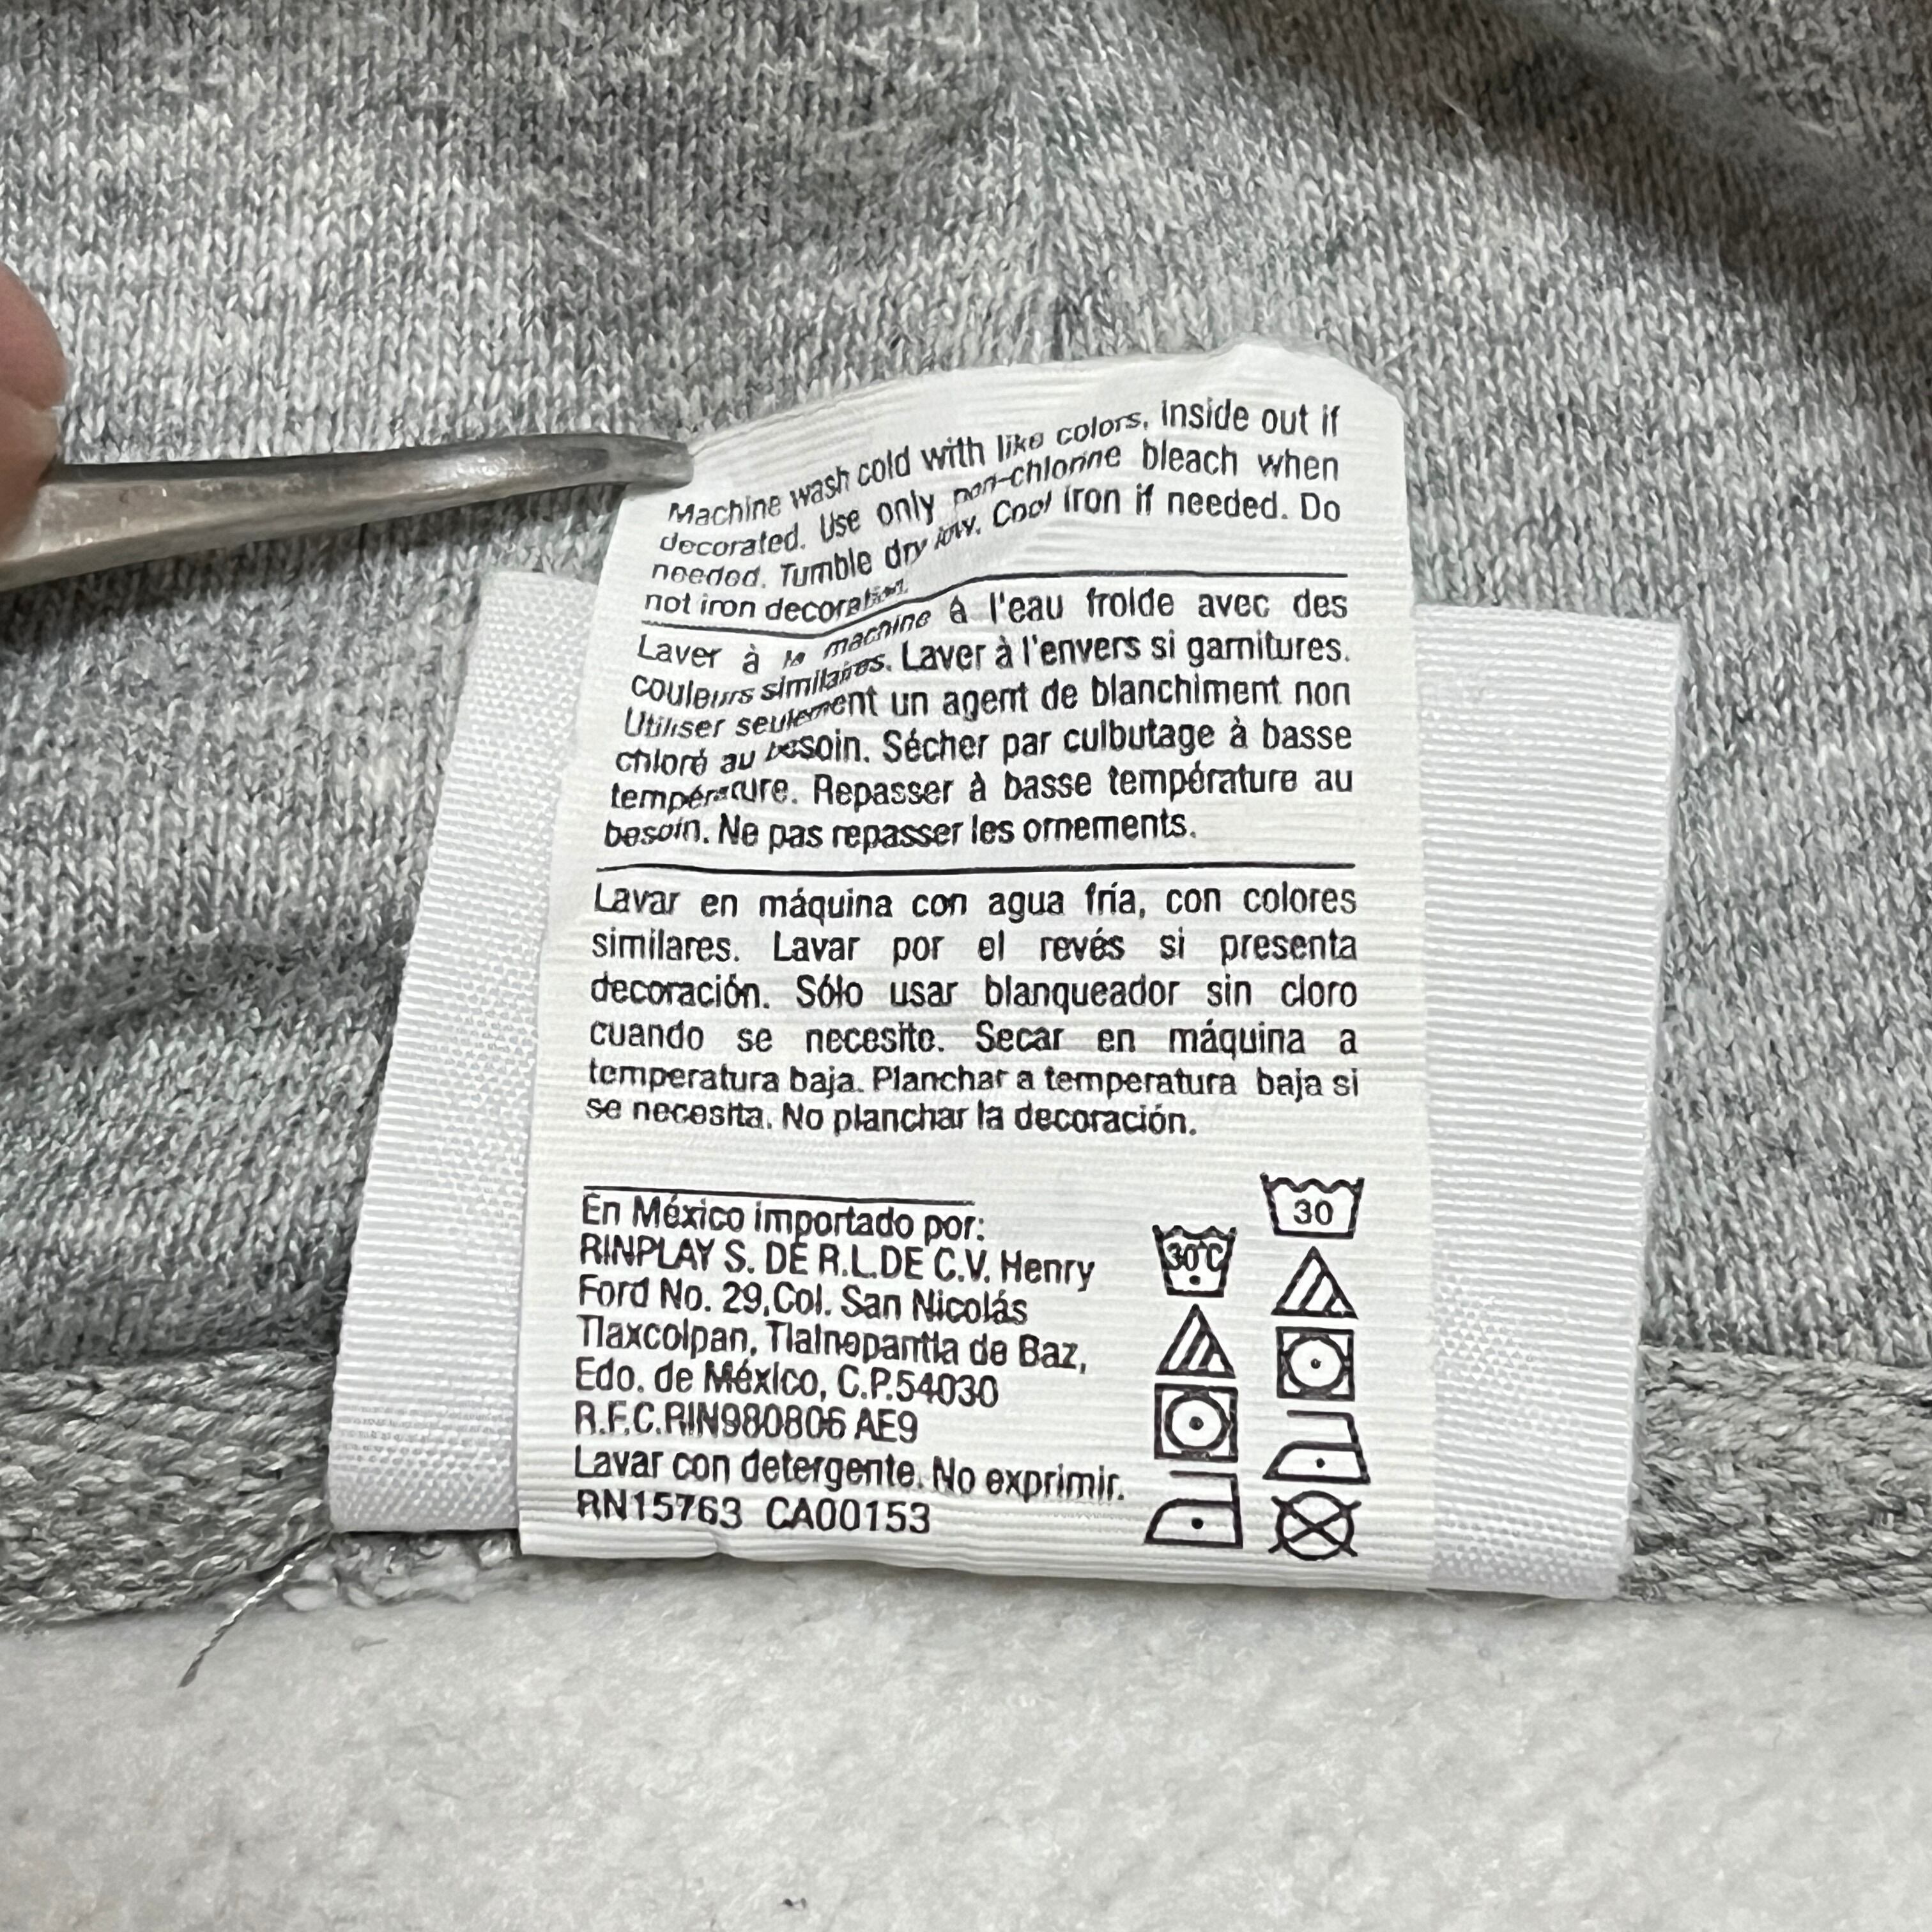 Machine wash cold with like colors, inside out if
decorated. Use only non-chlorine bleach when
needed. Tumble dry low. Cool iron if needed. Do
not iron decoration.
Laver à la machine à l'eau froide avec des
couleurs similaires. Laver à l'envers si garnitures.
Utiliser seulement un agent de blanchiment non
chloré au besoin. Sécher par culbutage à basse
température. Repasser à basse température au
besoin. Ne pas repasser les ornements.
Lavar en máquina con agua fría, con colores
similares. Lavar por el revés si presenta
decoración. Sólo usar blanqueador sin cloro
cuando se necesite. Secar en máquina a
temperatura baja. Planchar a temperatura baja si
se necesita. No planchar la decoración.
En México importado por:
RINPLAY S. DE R.L.DE C.V. Henry
Ford No. 29,Col. San Nicolás
Tlaxcolpan, Tlalnepantla de Baz,
Edo. de México, C.P.54030
R.F.C.RIN980806 AE9
Lavar con detergente. No exprimir.
RN15763 CA00153
30°C
30